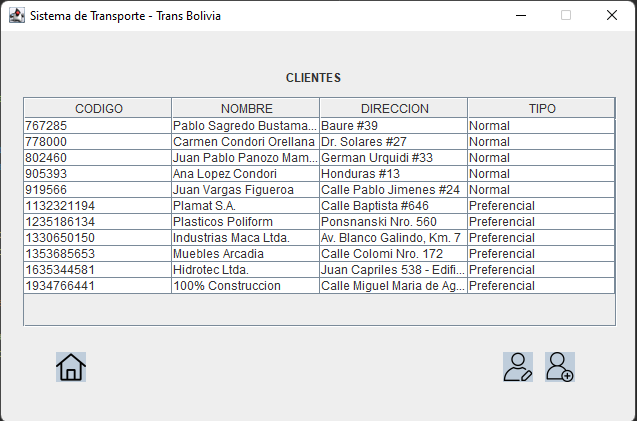 Sistema de Transporte - Trans Bolivia
CLIENTES
CODIGO NOMBRE DIRECCION TIPO
767285 Pablo Sagredo Bustama... Baure #39 Normal
778000 Carmen Condori Orellana Dr. Solares #27 Normal
802460 Juan Pablo Panozo Mam... German Urquidi #33 Normal
905393 Ana Lopez Condori Honduras #13 Normal
919566 Juan Vargas Figueroa Calle Pablo Jimenes #24 Normal
1132321194 Plamat S.A. Calle Baptista #646 Preferencial
1235186134 Plasticos Poliform Ponsnanski Nro. 560 Preferencial
1330650150 Industrias Maca Ltdo. Av. Blanco Galindo, Km. 7 Preferencial
1353685653 Muebles Arcadia Calle Colomi Nro. 172 Preferencial
1635344581 Hidrotec Ltdo. Juan Capriles 538 - Edifi... Preferencial
1934766441 100% Construccion Calle Miguel Maria de Ag... Preferencial